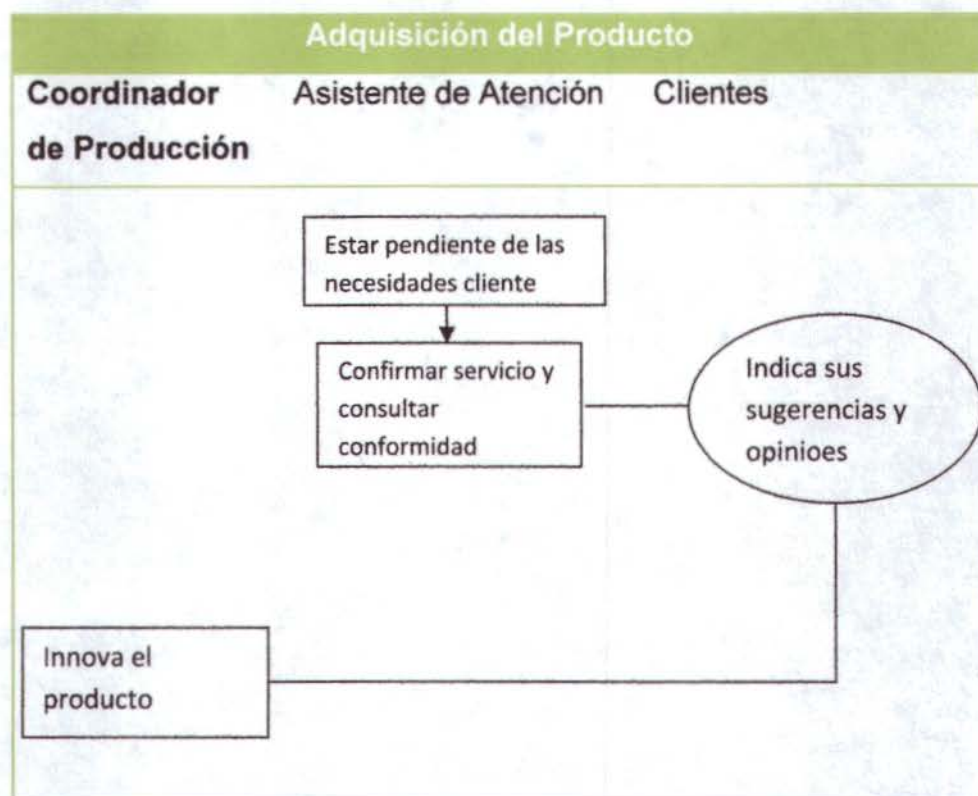 Adquisición del Producto
Coordinador
de Producción
Asistente de Atención
Clientes
Estar pendiente de las
necesidades cliente
Confirmar servicio y
consultar
conformidad
Indica sus
sugerencias y
opinioes
Innova el
producto